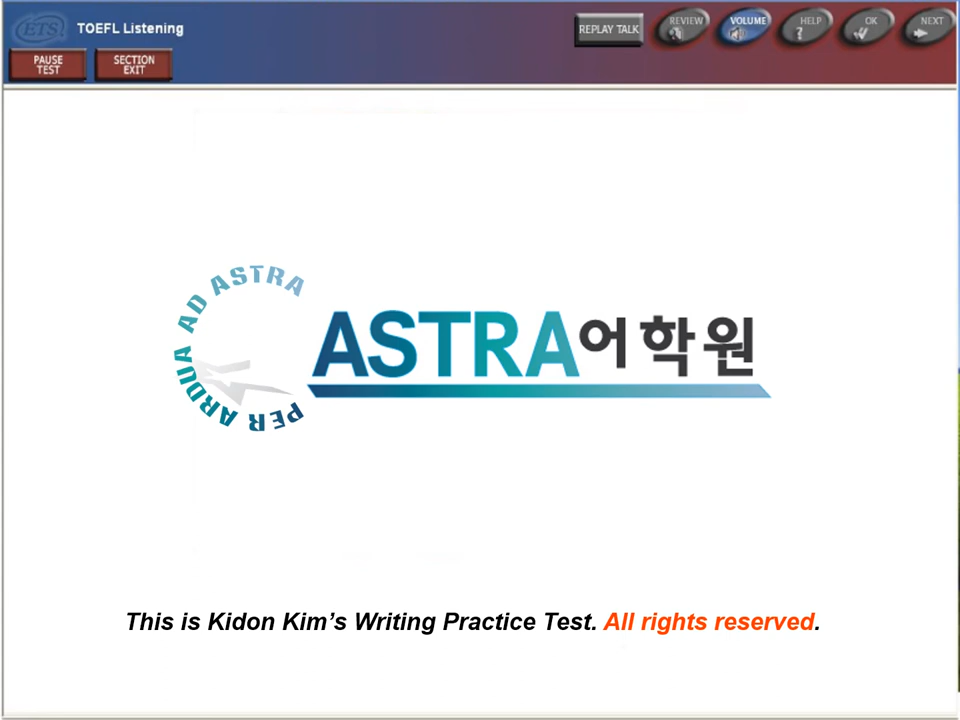 ETS
TOEFL Listening
REPLAY TALK
REVIEW
VOLUME
HELP
?
OK
NEXT
PAUSE
TEST
SECTION
EXIT
PER ARDUA AD ASTRA
ASTRA어학원
This is Kidon Kim’s Writing Practice Test. All rights reserved.